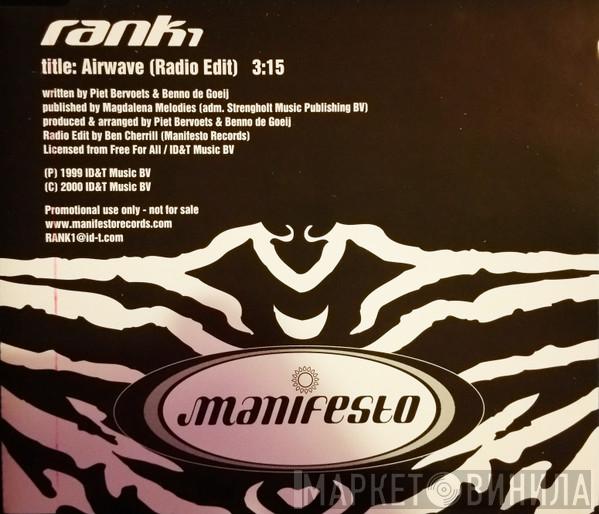 rank1
title: Airwave (Radio Edit) 3:15
written by Piet Bervoets & Benno de Goeij
published by Magdalena Melodies (adm. Strengholt Music Publishing BV)
produced & arranged by Piet Bervoets & Benno de Goeij
Radio Edit by Ben Cherrill (Manifesto Records)
Licensed from Free For All / ID&T Music BV
(P) 1999 ID&T Music BV
(C) 2000 ID&T Music BV
Promotional use only - not for sale
www.manifestorecords.com
RANK1@id-t.com
manifesto
МАРКЕТ ВИНИЛА